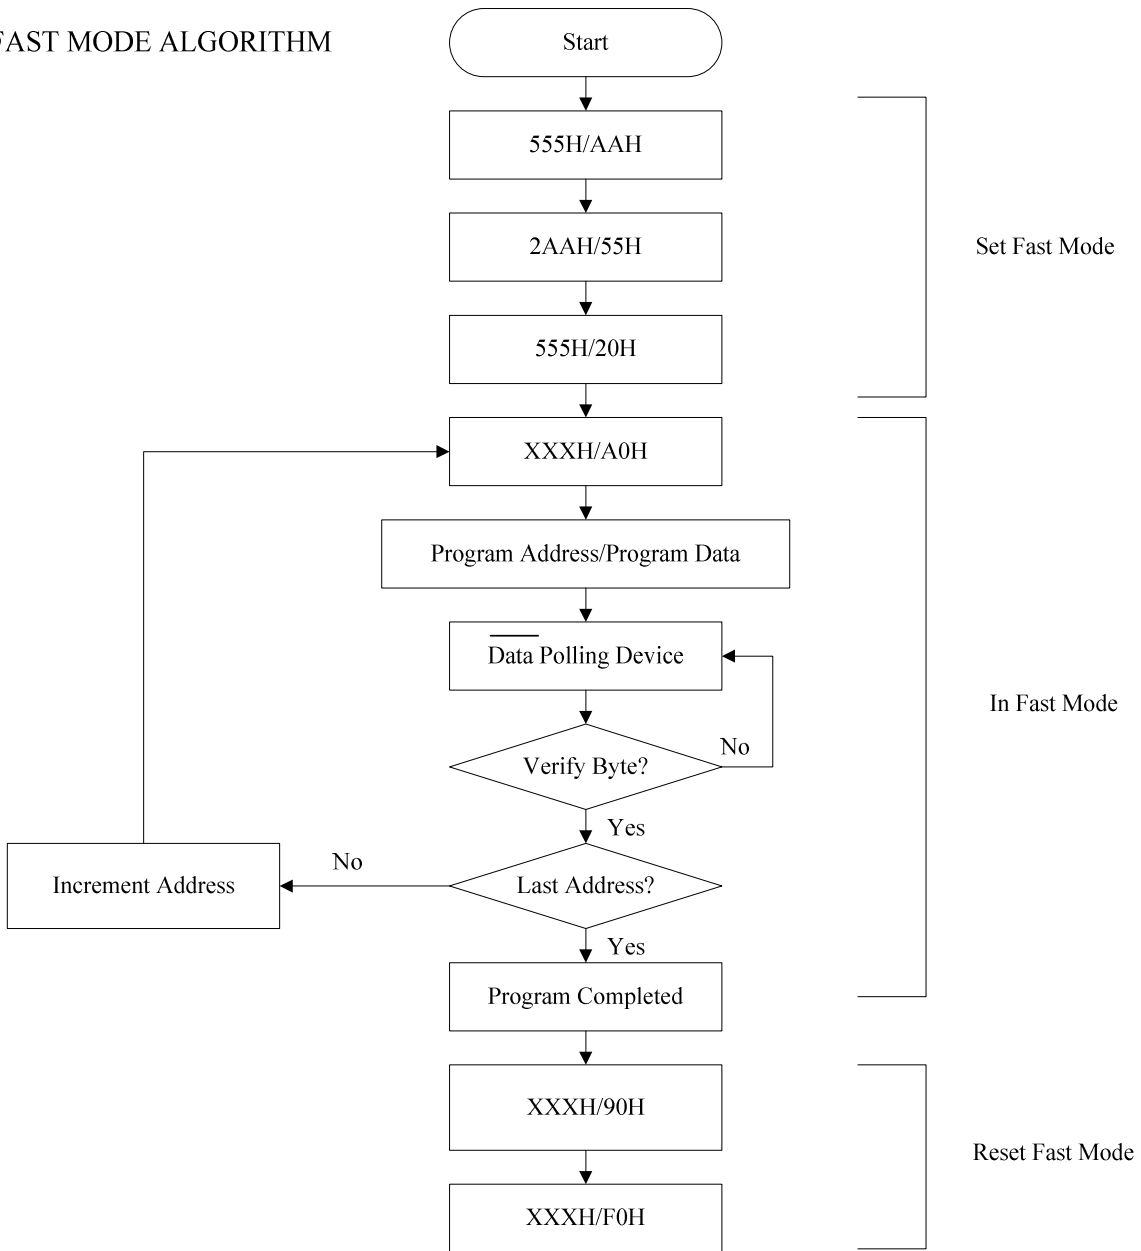 FAST MODE ALGORITHM
Start
555H/AAH
2AAH/55H
Set Fast Mode
555H/20H
XXXH/A0H
Program Address/Program Data
Data Polling Device
In Fast Mode
No
Verify Byte?
Yes
No
Increment Address
Last Address?
Yes
Program Completed
XXXH/90H
Reset Fast Mode
XXXH/F0H